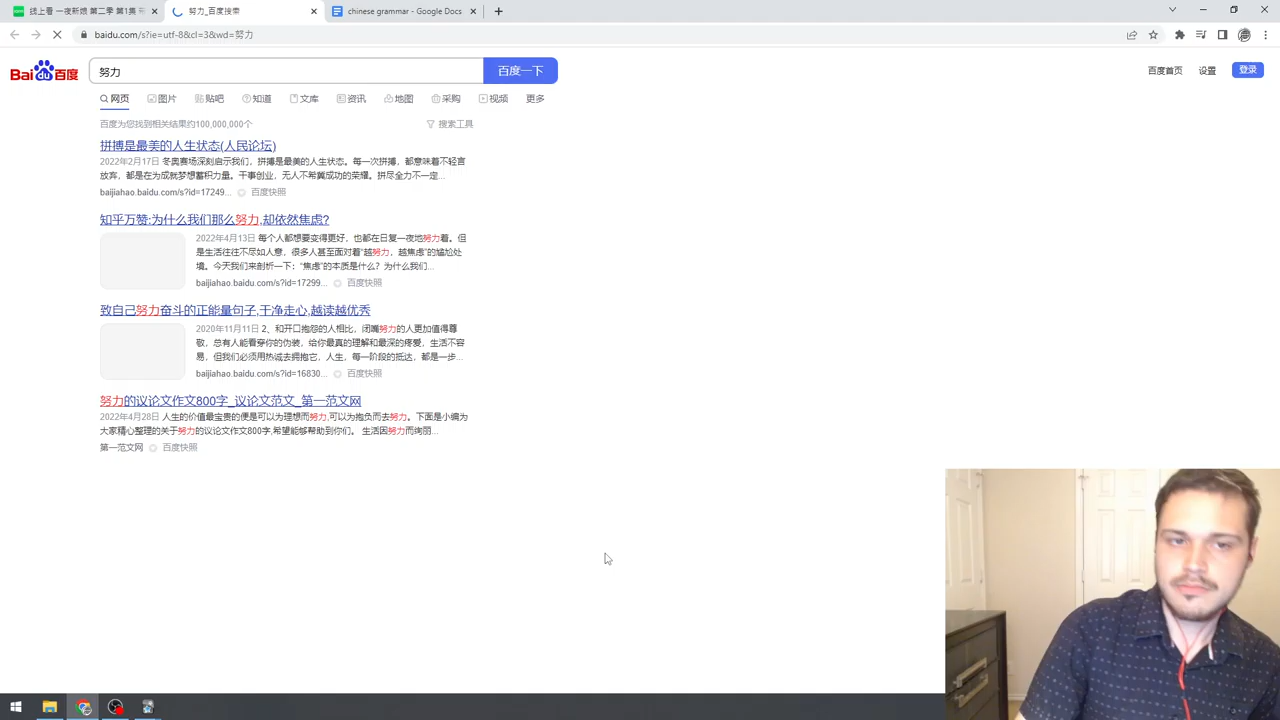 线上看 一夜新娘 第二季 第1集
努力_百度搜索
chinese grammar - Google Docs
baidu.com/s?ie=utf-8&cl=3&wd=努力
Bai du 百度
努力
百度一下
百度首页
设置
登录
网页
图片
贴吧
知道
文库
资讯
地图
采购
视频
更多
百度为您找到相关结果约100,000,000个
搜索工具
拼搏是最美的人生状态(人民论坛)
2022年2月17日 冬奥赛场深刻启示我们，拼搏是最美的人生状态。每一次拼搏，都意味着不轻言
放弃，都是在为成就梦想蓄积力量。干事创业，无人不希冀成功的荣耀。拼尽全力不一定...
baijiahao.baidu.com/s?id=17249... 百度快照
知乎万赞:为什么我们那么努力,却依然焦虑?
2022年4月13日 每个人都想要变得更好，也都在日复一夜地努力着。但
是生活往往不尽如人意，很多人甚至面对着“越努力，越焦虑”的尴尬处
境。今天我们来剖析一下：“焦虑”的本质是什么？为什么我们...
baijiahao.baidu.com/s?id=17299... 百度快照
致自己努力奋斗的正能量句子,干净走心,越读越优秀
2020年11月11日 2、和开口抱怨的人相比，闭嘴努力的人更加值得尊
敬，总有人能看穿你的伪装，给你最真的理解和最深的疼爱，生活不容
易，但我们必须用热诚去拥抱它，人生，每一阶段的抵达，都是一步...
baijiahao.baidu.com/s?id=16830... 百度快照
努力的议论文作文800字_议论文范文_第一范文网
2022年4月28日 人生的价值最宝贵的便是可以为理想而努力,可以为抱负而去努力。下面是小编为
大家精心整理的关于努力的议论文作文800字,希望能够帮助到你们。 生活因努力而绚丽...
第一范文网 百度快照